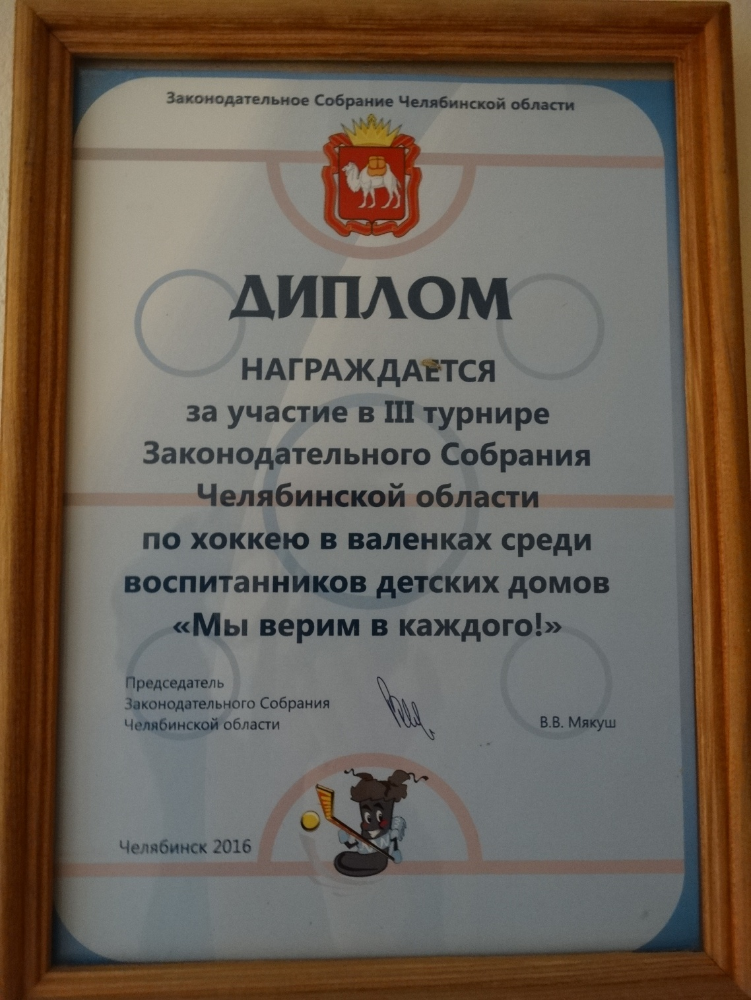 Законодательное Собрание Челябинской области
ДИПЛОМ
НАГРАЖДАЕТСЯ
за участие в III турнире
Законодательного Собрания
Челябинской области
по хоккею в валенках среди
воспитанников детских домов
«Мы верим в каждого!»
Председатель
Законодательного Собрания
Челябинской области
В.В. Мякуш
Челябинск 2016